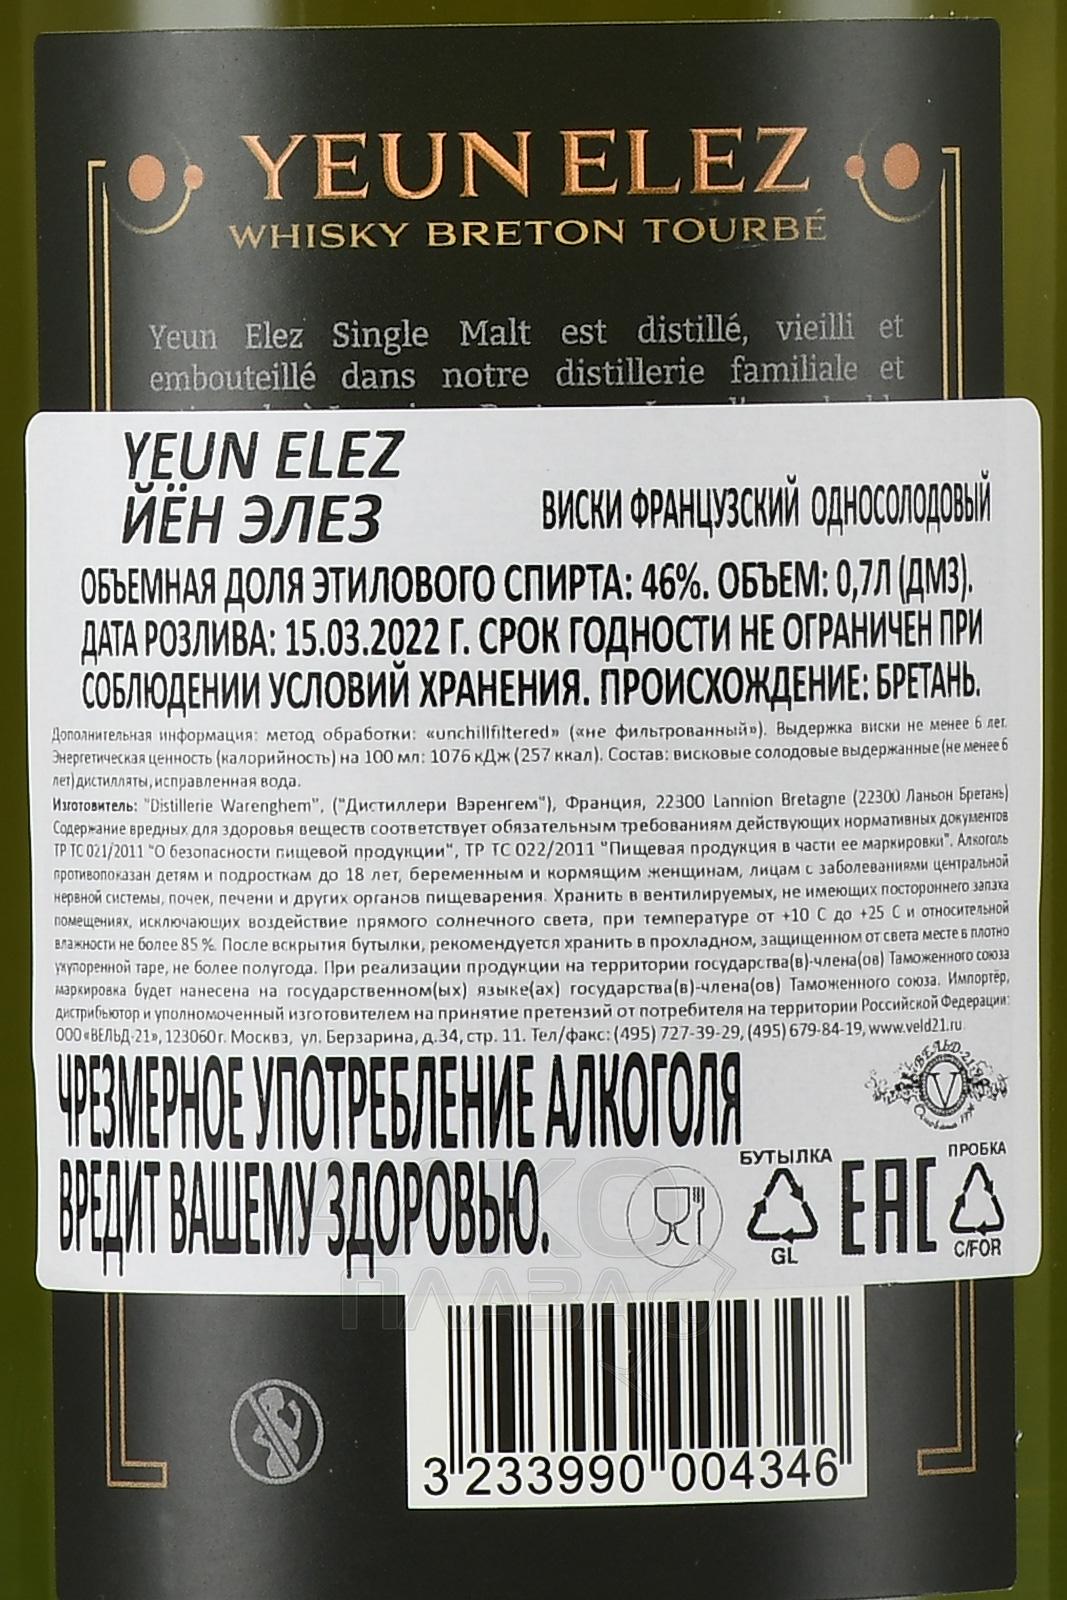 YEUN ELEZ
WHISKY BRETON TOURBÉ
Yeun Elez Single Malt est distillé, vieilli et
embouteillé dans notre distillerie familiale et
YEUN ELEZ
ЙЁН ЭЛЕЗ
ВИСКИ ФРАНЦУЗСКИЙ ОДНОСОЛОДОВЫЙ
ОБЪЕМНАЯ ДОЛЯ ЭТИЛОВОГО СПИРТА: 46%. ОБЪЕМ: 0,7Л (ДМ3).
ДАТА РОЗЛИВА: 15.03.2022 Г. СРОК ГОДНОСТИ НЕ ОГРАНИЧЕН ПРИ
СОБЛЮДЕНИИ УСЛОВИЙ ХРАНЕНИЯ. ПРОИСХОЖДЕНИЕ: БРЕТАНЬ.
Дополнительная информация: метод обработки: «unchillfiltered» («не фильтрованный»). Выдержка виски не менее 6 лет.
Энергетическая ценность (калорийность) на 100 мл: 1076 кДж (257 ккал). Состав: висковые солодовые выдержанные (не менее 6
лет) дистилляты, исправленная вода.
Изготовитель: "Distillerie Warenghem", ("Дистиллери Вэренгем"), Франция, 22300 Lannion Bretagne (22300 Ланьон Бретань)
Содержание вредных для здоровья веществ соответствует обязательным требованиям действующих нормативных документов
ТР ТС 021/2011 "О безопасности пищевой продукции", ТР ТС 022/2011 "Пищевая продукция в части ее маркировки". Алкоголь
противопоказан детям и подросткам до 18 лет, беременным и кормящим женщинам, лицам с заболеваниями центральной
нервной системы, почек, печени и других органов пищеварения. Хранить в вентилируемых, не имеющих постороннего запаха
помещениях, исключающих воздействие прямого солнечного света, при температуре от +10 С до +25 С и относительной
влажности не более 85 %. После вскрытия бутылки, рекомендуется хранить в прохладном, защищенном от света месте в плотно
укупоренной таре, не более полугода. При реализации продукции на территории государства(в)-члена(ов) Таможенного союза
маркировка будет нанесена на государственном(ых) языке(ах) государства(в)-члена(ов) Таможенного союза. Импортёр,
дистрибьютор и уполномоченный изготовителем на принятие претензий от потребителя на территории Российской Федерации:
ООО «ВЕЛЬД-21», 123060 г. Москва, ул. Берзарина, д.34, стр. 11. Тел/факс: (495) 727-39-29, (495) 679-84-19, www.veld21.ru
ЧРЕЗМЕРНОЕ УПОТРЕБЛЕНИЕ АЛКОГОЛЯ
ВРЕДИТ ВАШЕМУ ЗДОРОВЬЮ.
ВЕЛЬД-21
V
Основана 1994
БУТЫЛКА
GL
EAC
ПРОБКА
C/FOR
АЛКО
ПЛАЗА
3 233990 004346